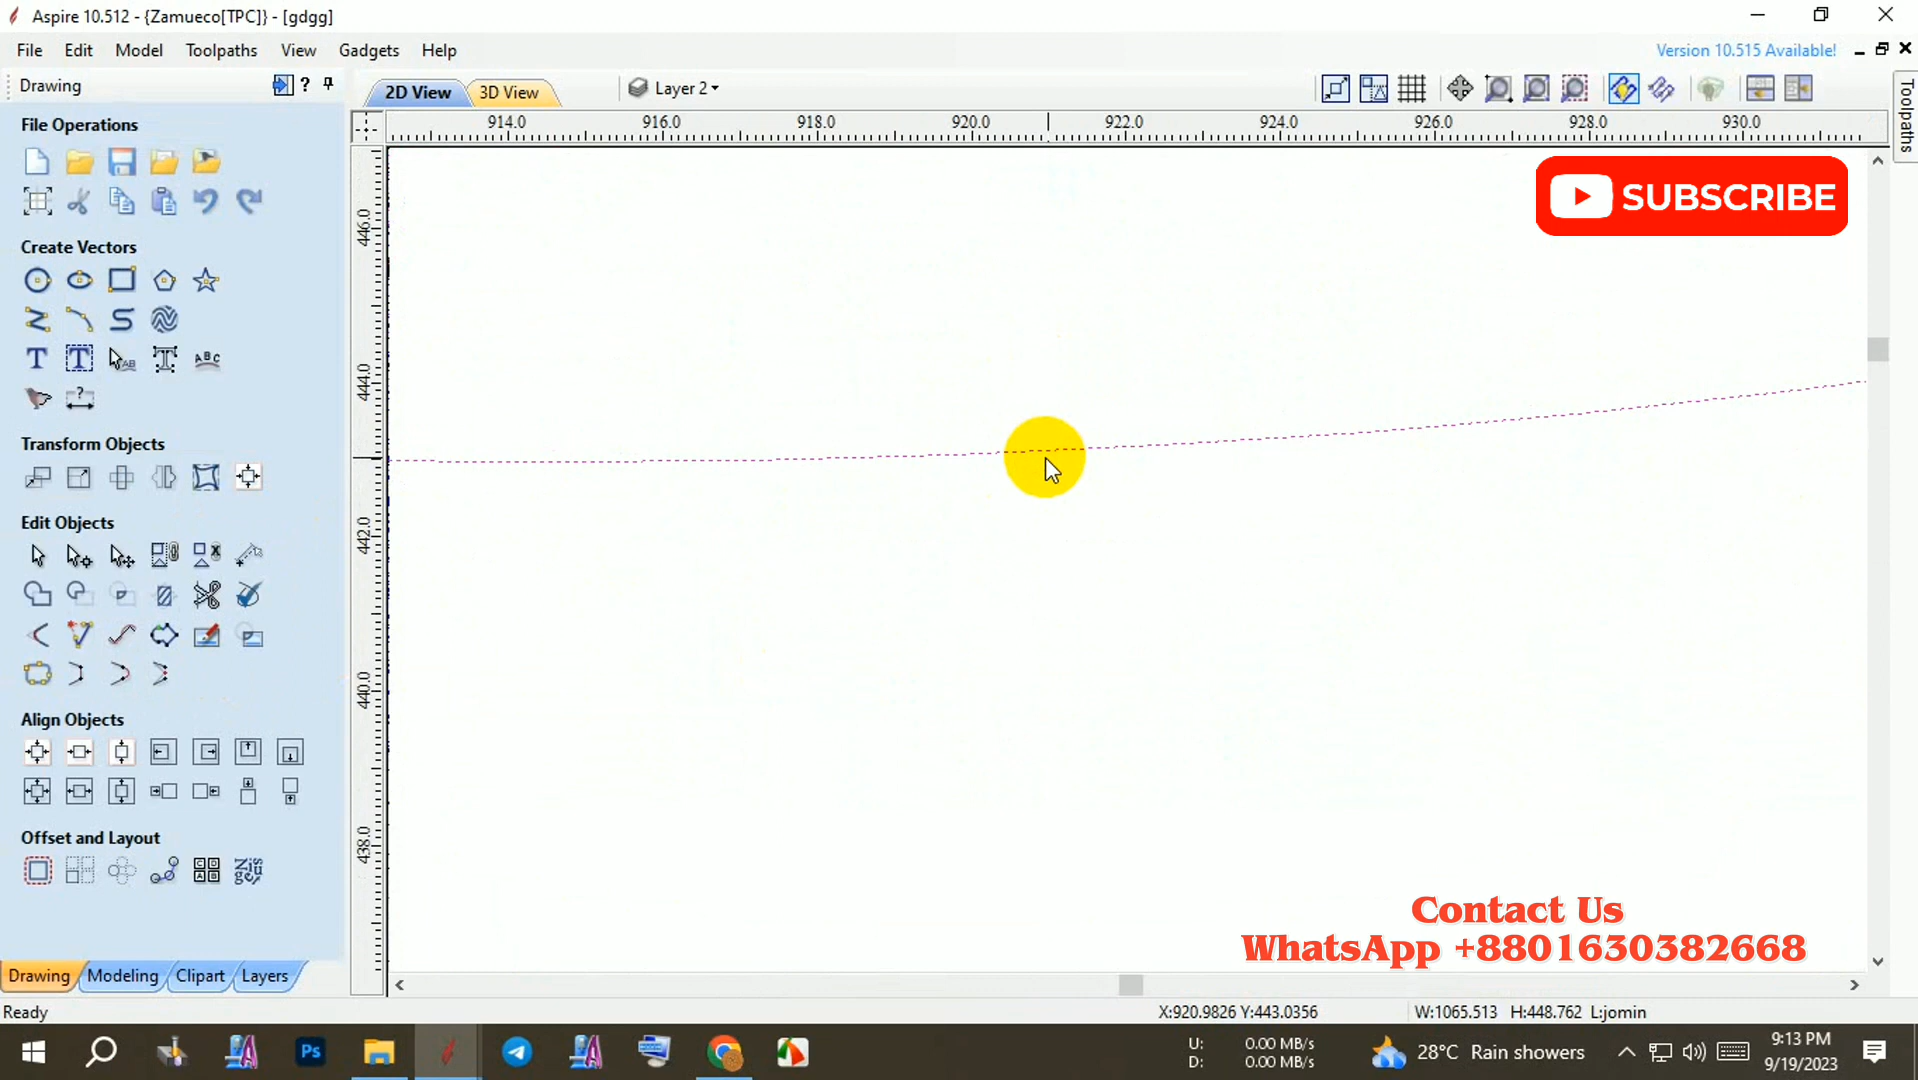 Aspire 10.512 - {Zamueco[TPC]} - [gdgg]
File Edit Model Toolpaths View Gadgets Help
Version 10.515 Available!
Drawing
2D View 3D View
Layer 2
Toolpaths
File Operations
914.0 916.0 918.0 920.0 922.0 924.0 926.0 928.0 930.0
446.0
444.0
442.0
440.0
438.0
SUBSCRIBE
Create Vectors
Transform Objects
Edit Objects
Align Objects
Offset and Layout
Contact Us
WhatsApp +8801630382668
Drawing Modeling Clipart Layers
Ready
X:920.9826 Y:443.0356
W:1065.513 H:448.762 L:jomin
Ps
U: 0.00 MB/s
D: 0.00 MB/s
28°C Rain showers
9:13 PM
9/19/2023